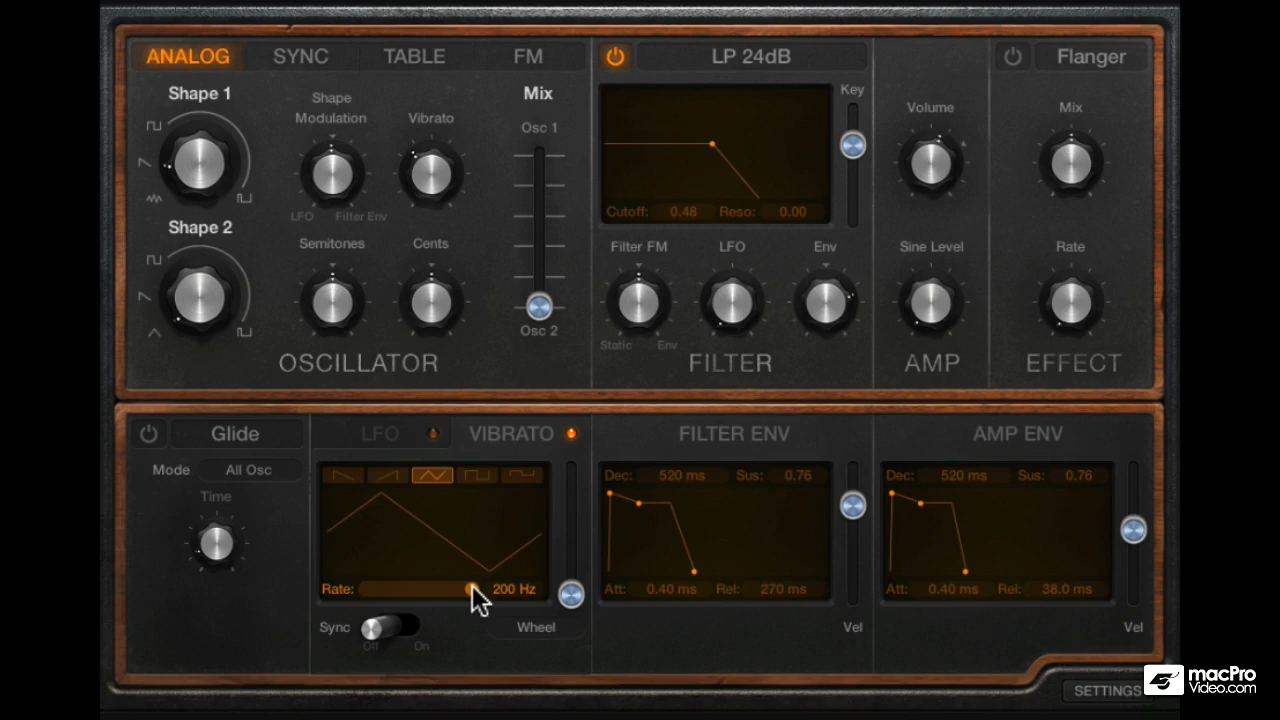 ANALOG SYNC TABLE FM
LP 24dB
Flanger
Shape 1
Shape Modulation
Vibrato
Mix
Osc 1
Key
Volume
Mix
LFO Filter Env
Cutoff: 0.48 Reso: 0.00
Shape 2
Semitones
Cents
Filter FM
LFO
Env
Sine Level
Rate
Osc 2
Static Env
OSCILLATOR
FILTER
AMP
EFFECT
Glide
LFO
VIBRATO
FILTER ENV
AMP ENV
Mode All Osc
Dec: 520 ms Sus: 0.76
Dec: 520 ms Sus: 0.76
Time
Rate: 200 Hz
Att: 0.40 ms Rel: 270 ms
Att: 0.40 ms Rel: 38.0 ms
Sync
Off On
Wheel
Vel
Vel
SETTINGS
macPro
Video.com